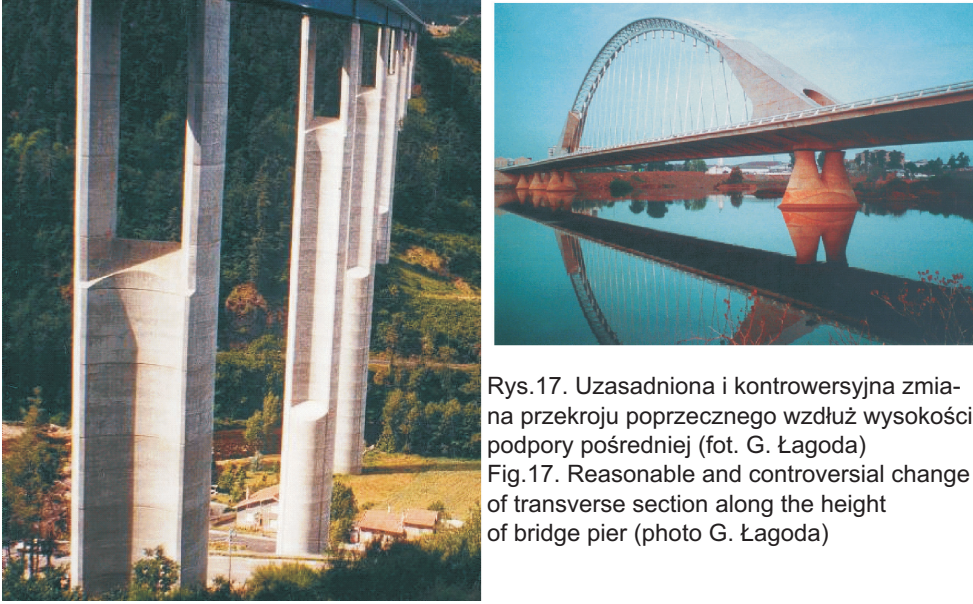 Rys.17. Uzasadniona i kontrowersyjna zmia-
na przekroju poprzecznego wzdłuż wysokości
podpory pośredniej (fot. G. Łagoda)
Fig.17. Reasonable and controversial change
of transverse section along the height
of bridge pier (photo G. Łagoda)